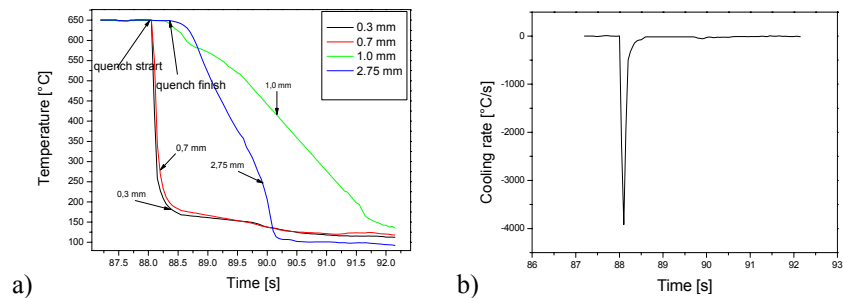 650
600
550
500
450
400
350
300
250
200
150
100
Temperature [°C]
quench strart
quench finish
1,0 mm
0,7 mm
2,75 mm
0,3 mm
0.3 mm
0.7 mm
1.0 mm
2.75 mm
87.5 88.0 88.5 89.0 89.5 90.0 90.5 91.0 91.5 92.0
Time [s]
a)
0
-1000
-2000
-3000
-4000
Cooling rate [°C/s]
86 87 88 89 90 91 92 93
Time [s]
b)